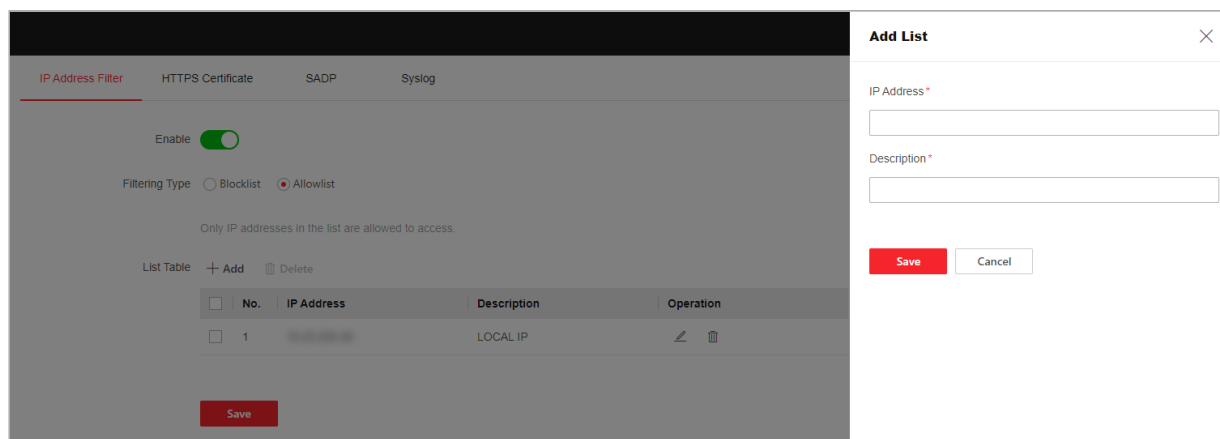 IP Address Filter HTTPS Certificate SADP Syslog
Enable
Filtering Type Blocklist Allowlist
Only IP addresses in the list are allowed to access.
List Table + Add Delete
No. IP Address Description Operation
1 LOCAL IP
Save
Add List
IP Address *
Description *
Save Cancel